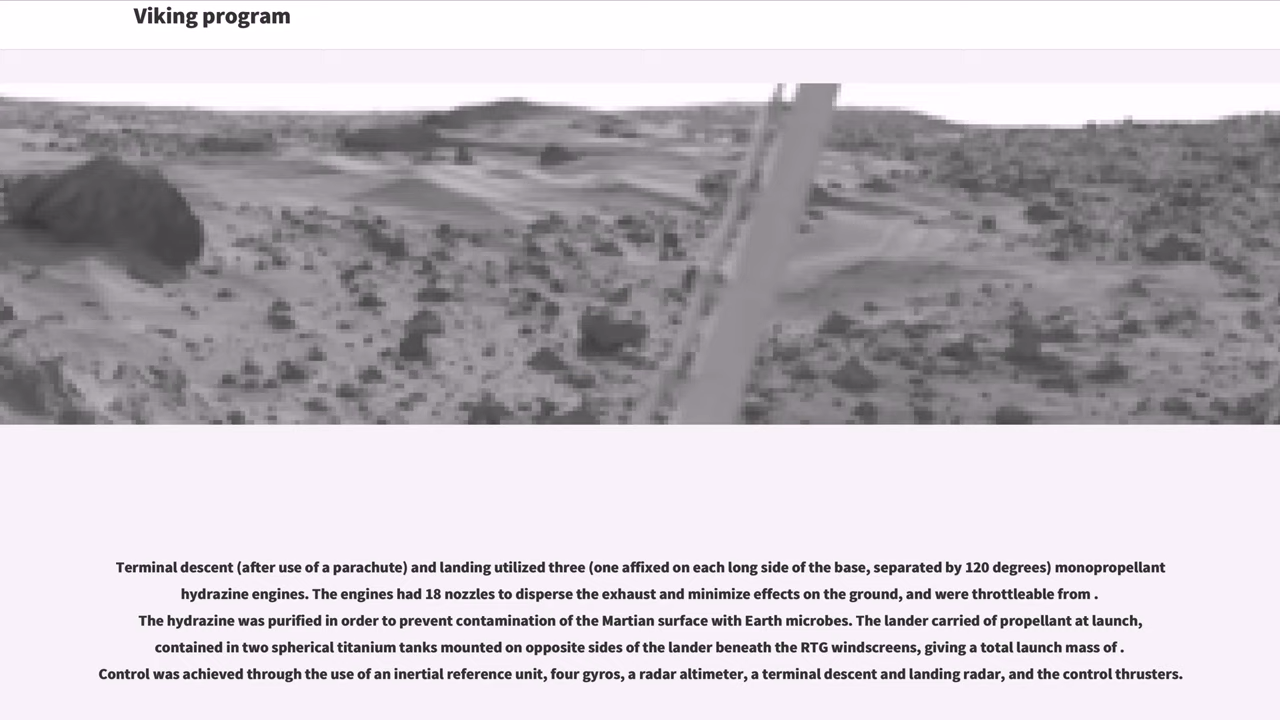 Viking program
Terminal descent (after use of a parachute) and landing utilized three (one affixed on each long side of the base, separated by 120 degrees) monopropellant
hydrazine engines. The engines had 18 nozzles to disperse the exhaust and minimize effects on the ground, and were throttleable from .
The hydrazine was purified in order to prevent contamination of the Martian surface with Earth microbes. The lander carried of propellant at launch,
contained in two spherical titanium tanks mounted on opposite sides of the lander beneath the RTG windscreens, giving a total launch mass of .
Control was achieved through the use of an inertial reference unit, four gyros, a radar altimeter, a terminal descent and landing radar, and the control thrusters.